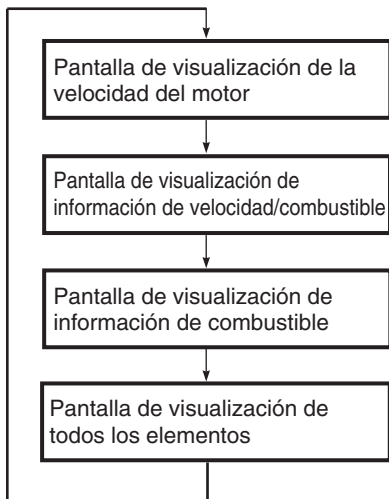 Pantalla de visualización de la
velocidad del motor
Pantalla de visualización de
información de velocidad/combustible
Pantalla de visualización de
información de combustible
Pantalla de visualización de
todos los elementos